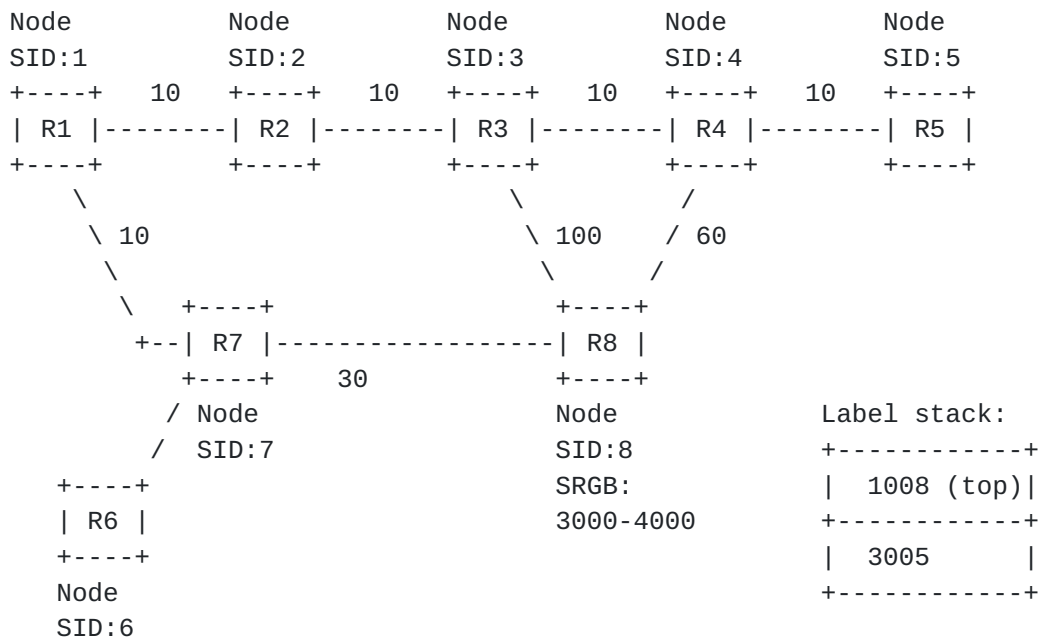 Node Node Node Node Node
SID:1 SID:2 SID:3 SID:4 SID:5
+----+ 10 +----+ 10 +----+ 10 +----+ 10 +----+
| R1 |--------| R2 |--------| R3 |--------| R4 |--------| R5 |
+----+ +----+ +----+ +----+ +----+
\ \ /
\ 10 \ 100 / 60
\ \ /
\ +----+ +----+
+--| R7 |------------------| R8 |
+----+ 30 +----+
/ Node Node Label stack:
/ SID:7 SID:8 +------------+
+----+ SRGB: | 1008 (top)|
| R6 | 3000-4000 +------------+
+----+ | 3005 |
Node +------------+
SID:6